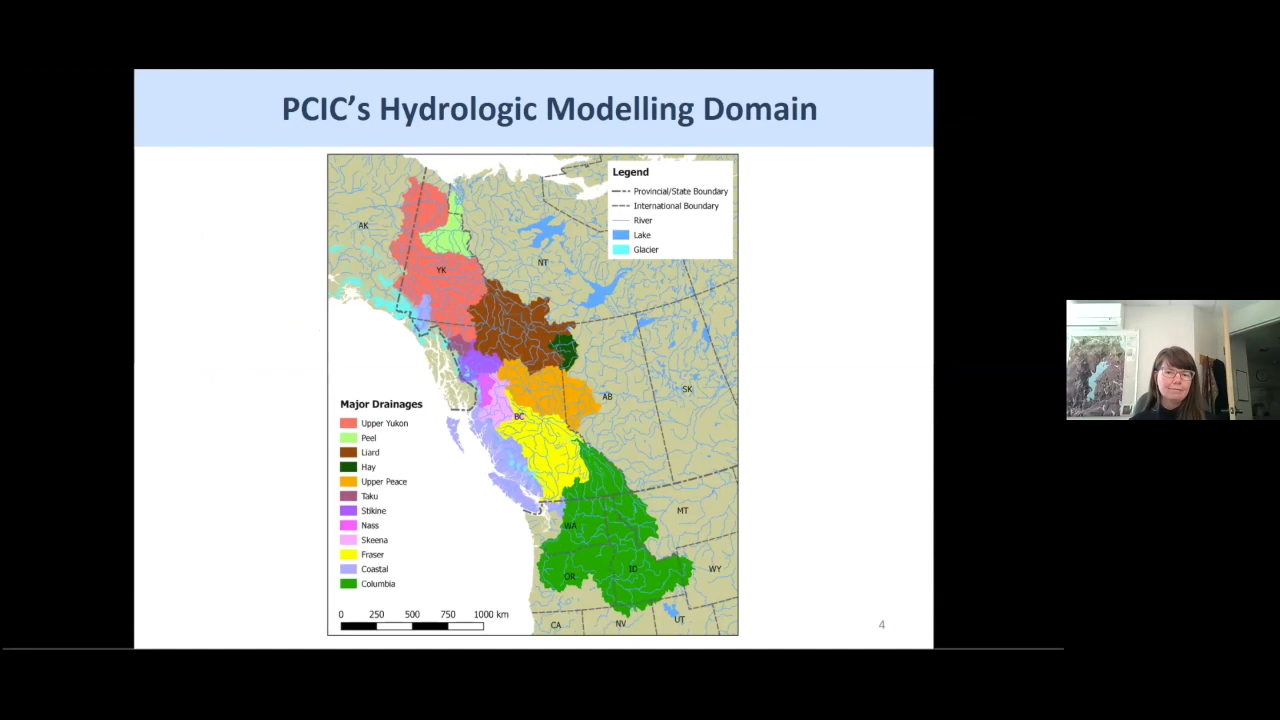 PCIC's Hydrologic Modelling Domain
Legend
Provincial/State Boundary
International Boundary
River
Lake
Glacier
AK
YK
NT
BC
AB
SK
WA
MT
OR
ID
WY
CA
NV
UT
Major Drainages
Upper Yukon
Peel
Liard
Hay
Upper Peace
Taku
Stikine
Nass
Skeena
Fraser
Coastal
Columbia
0 250 500 750 1000 km
4